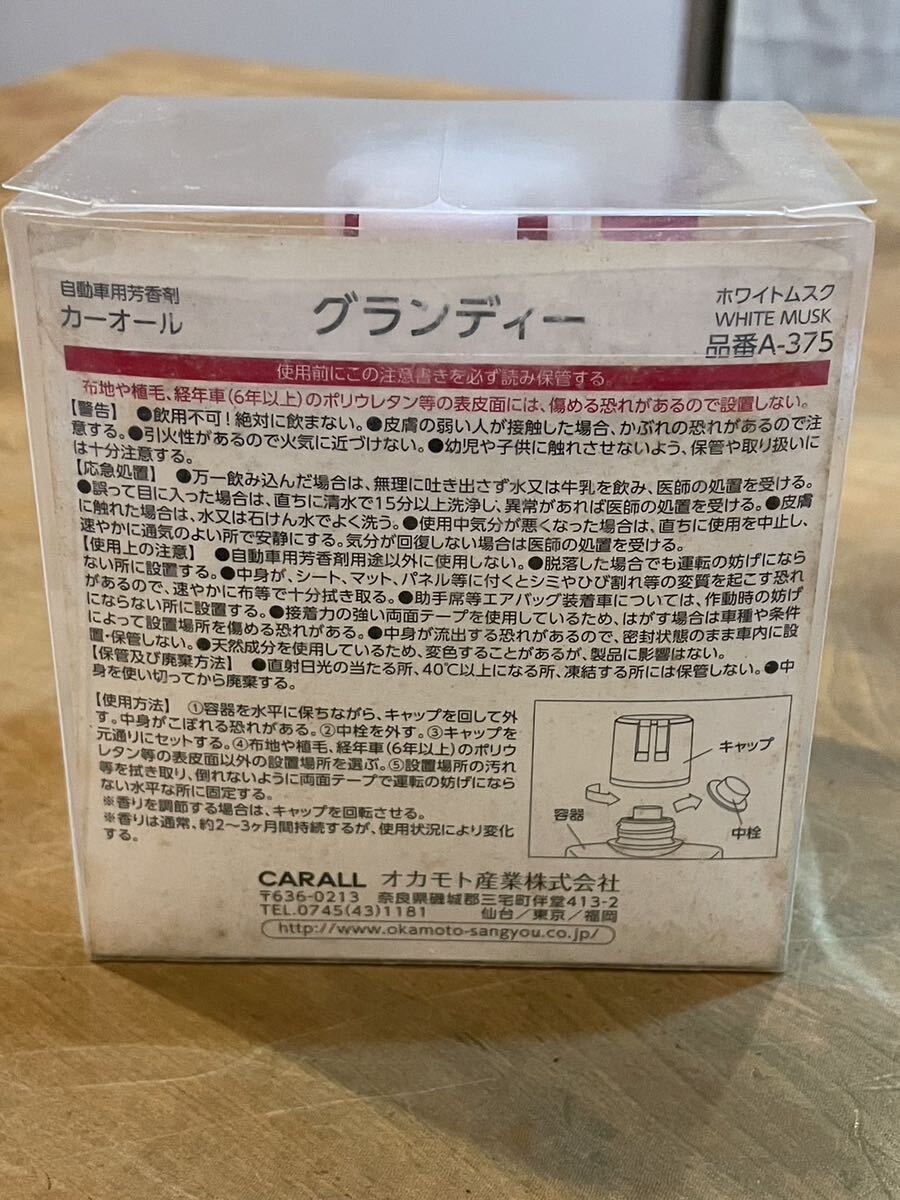 自動車用芳香剤
カーオール
グランディー
ホワイトムスク
WHITE MUSK
品番A-375
使用前にこの注意書きを必ず読み保管する。
布地や植毛、経年車(6年以上)のポリウレタン等の表皮面には、傷める恐れがあるので設置しない。
【警告】 ●飲用不可!絶対に飲まない。●皮膚の弱い人が接触した場合、かぶれの恐れがあるので注
意する。●引火性があるので火気に近づけない。●幼児や子供に触れさせないよう、保管や取り扱いに
は十分注意する。
【応急処置】 ●万一飲み込んだ場合は、無理に吐き出さず水又は牛乳を飲み、医師の処置を受ける。
●誤って目に入った場合は、直ちに清水で15分以上洗浄し、異常があれば医師の処置を受ける。●皮膚
に触れた場合は、水又は石けん水でよく洗う。●使用中気分が悪くなった場合は、直ちに使用を中止し、
速やかに通気のよい所で安静にする。気分が回復しない場合は医師の処置を受ける。
【使用上の注意】 ●自動車用芳香剤用途以外に使用しない。●脱落した場合でも運転の妨げになら
ない所に設置する。●中身が、シート、マット、パネル等に付くとシミやひび割れ等の変質を起こす恐れ
があるので、速やかに布等で十分拭き取る。●助手席等エアバッグ装着車については、作動時の妨げ
にならない所に設置する。●接着力の強い両面テープを使用しているため、はがす場合は車種や条件
によって設置場所を傷める恐れがある。●中身が流出する恐れがあるので、密封状態のまま車内に設
置・保管しない。●天然成分を使用しているため、変色することがあるが、製品に影響はない。
【保管及び廃棄方法】 ●直射日光の当たる所、40℃以上になる所、凍結する所には保管しない。●中
身を使い切ってから廃棄する。
【使用方法】 ①容器を水平に保ちながら、キャップを回して外
す。中身がこぼれる恐れがある。②中栓を外す。③キャップを
元通りにセットする。④布地や植毛、経年車(6年以上)のポリウ
レタン等の表皮面以外の設置場所を選ぶ。⑤設置場所の汚れ
等を拭き取り、倒れないように両面テープで運転の妨げになら
ない水平な所に固定する。
※香りを調節する場合は、キャップを回転させる。
※香りは通常、約2〜3ヶ月間持続するが、使用状況により変化
する。
キャップ
容器
中栓
CARALL オカモト産業株式会社
〒636-0213 奈良県磯城郡三宅町伴堂413-2
TEL.0745(43)1181 仙台/東京/福岡
http://www.okamoto-sangyou.co.jp/